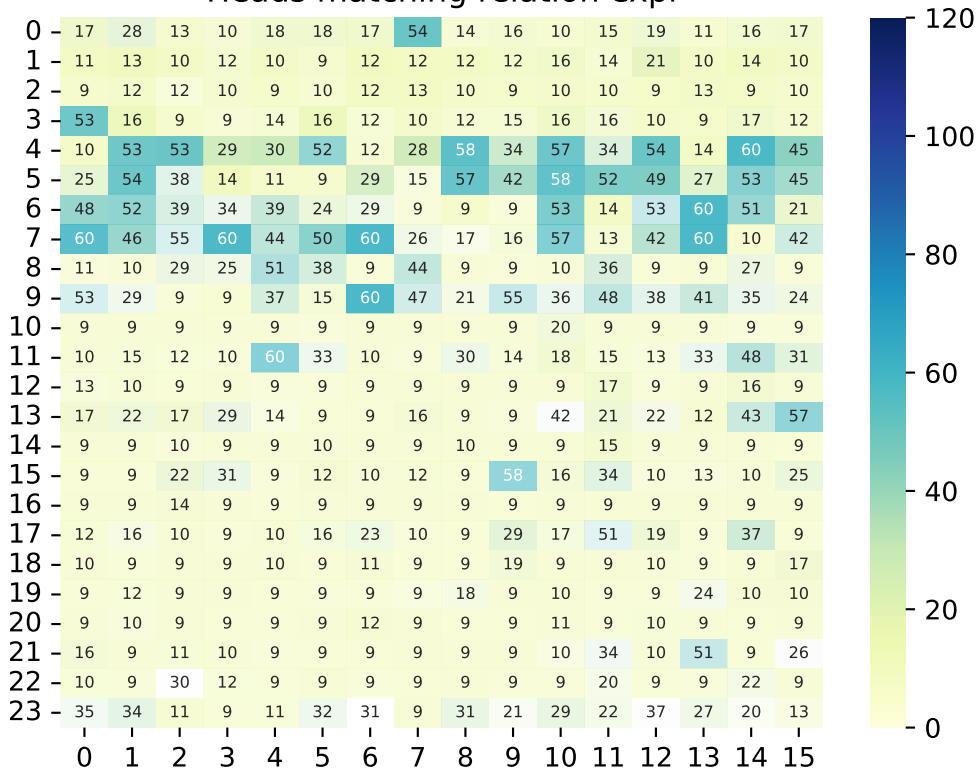 Heads matching relation expl
0 17 28 13 10 18 18 17 54 14 16 10 15 19 11 16 17
1 11 13 10 12 10 9 12 12 12 12 16 14 21 10 14 10
2 9 12 12 10 9 10 12 13 10 9 10 10 9 13 9 10
3 53 16 9 9 14 16 12 10 12 15 16 16 10 9 17 12
4 10 53 53 29 30 52 12 28 58 34 57 34 54 14 60 45
5 25 54 38 14 11 9 29 15 57 42 58 52 49 27 53 45
6 48 52 39 34 39 24 29 9 9 9 53 14 53 60 51 21
7 60 46 55 60 44 50 60 26 17 16 57 13 42 60 10 42
8 11 10 29 25 51 38 9 44 9 9 10 36 9 9 27 9
9 53 29 9 9 37 15 60 47 21 55 36 48 38 41 35 24
10 9 9 9 9 9 9 9 9 9 9 20 9 9 9 9 9
11 10 15 12 10 60 33 10 9 30 14 18 15 13 33 48 31
12 13 10 9 9 9 9 9 9 9 9 9 17 9 9 16 9
13 17 22 17 29 14 9 9 16 9 9 42 21 22 12 43 57
14 9 9 10 9 9 10 9 9 10 9 9 15 9 9 9 9
15 9 9 22 31 9 12 10 12 9 58 16 34 10 13 10 25
16 9 9 14 9 9 9 9 9 9 9 9 9 9 9 9 9
17 12 16 10 9 10 16 23 10 9 29 17 51 19 9 37 9
18 10 9 9 9 10 9 11 9 9 19 9 9 10 9 9 17
19 9 12 9 9 9 9 9 9 18 9 10 9 9 24 10 10
20 9 10 9 9 9 9 12 9 9 9 11 9 10 9 9 9
21 16 9 11 10 9 9 9 9 9 9 10 34 10 51 9 26
22 10 9 30 12 9 9 9 9 9 9 9 20 9 9 22 9
23 35 34 11 9 11 32 31 9 31 21 29 22 37 27 20 13
0 1 2 3 4 5 6 7 8 9 10 11 12 13 14 15
120
100
80
60
40
20
0